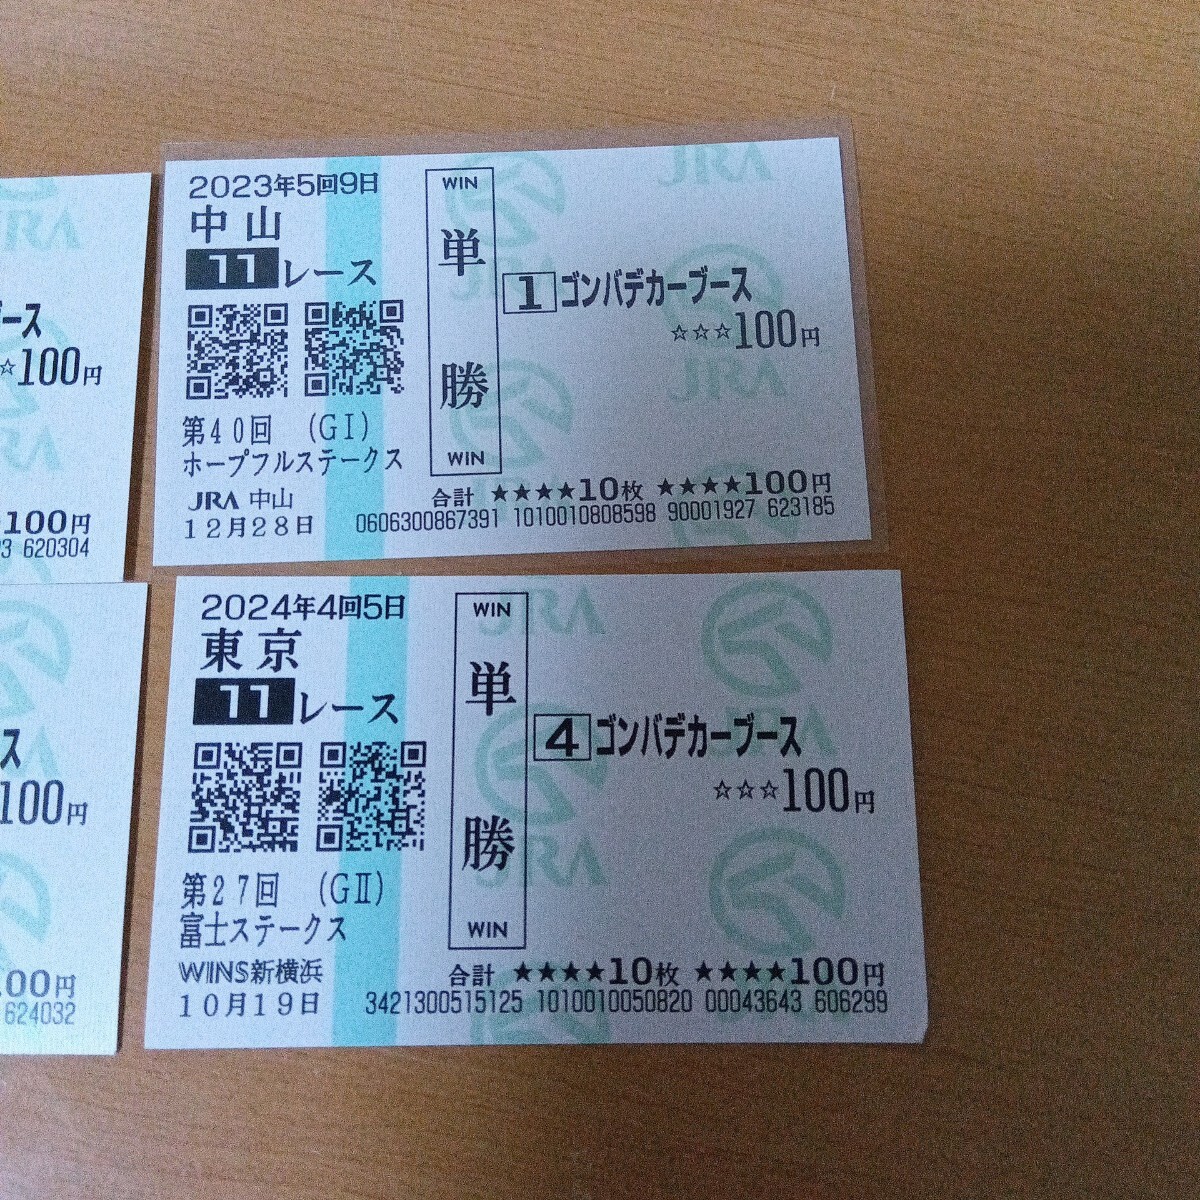 ース
☆100円
100円
3 620304
ス
100円
00円
624032
2023年5回9日
中山
11レース
第40回 (GI)
ホープフルステークス
JRA 中山
12月28日
WIN
単
勝
WIN
1 ゴンバデカーブース
☆☆☆100円
合計 ★★★★10枚 ★★★★100円
0606300867391 1010010808598 90001927 623185
JRA
2024年4回5日
東京
11レース
第27回 (GII)
富士ステークス
WINS新横浜
10月19日
WIN
単
勝
WIN
4 ゴンバデカーブース
☆☆☆100円
合計 ★★★★10枚 ★★★★100円
3421300515125 1010010050820 00043643 606299